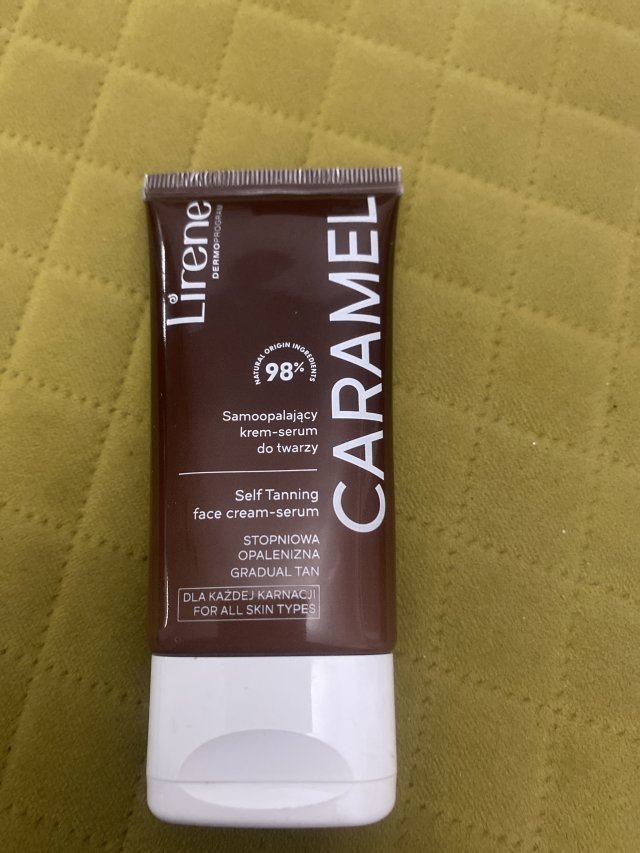 Lirene
DERMOPROGRAM
CARAMEL
NATURAL ORIGIN INGREDIENTS
98%
Samoopalający
krem-serum
do twarzy
Self Tanning
face cream-serum
STOPNIOWA
OPALENIZNA
GRADUAL TAN
DLA KAŻDEJ KARNACJI
FOR ALL SKIN TYPES